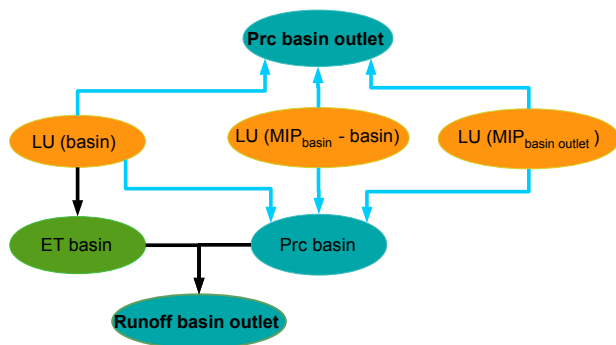 Prc basin outlet
LU (basin)
LU (MIPbasin - basin)
LU (MIPbasin outlet )
ET basin
Prc basin
Runoff basin outlet